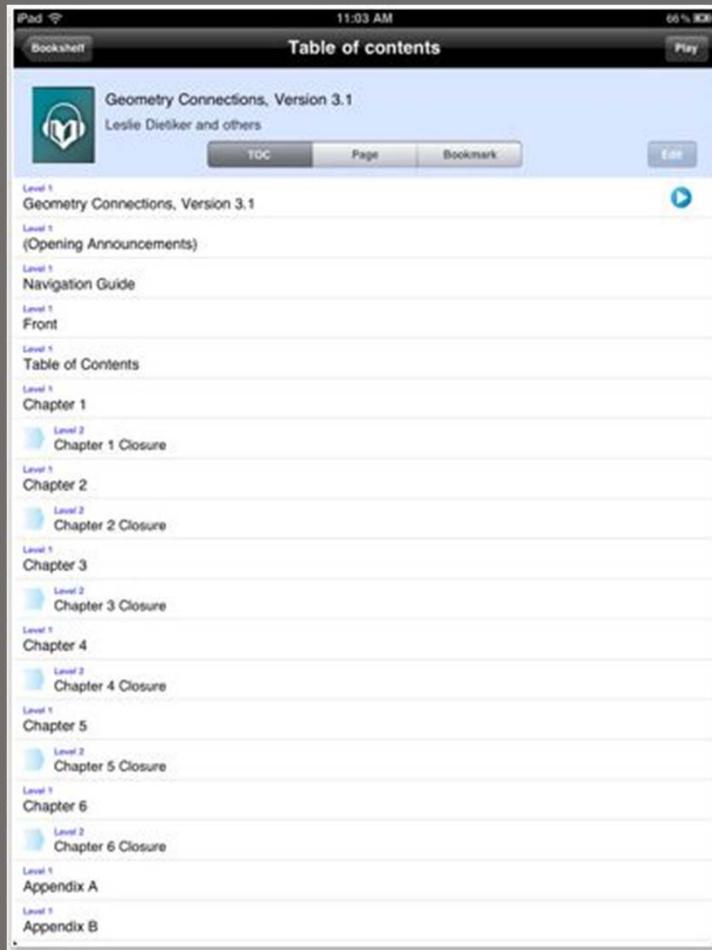 iPad 11:03 AM 66%
Bookshelf Table of contents Play
Geometry Connections, Version 3.1
Leslie Dietiker and others
TOC Page Bookmark Edit
Level 1
Geometry Connections, Version 3.1
Level 1
(Opening Announcements)
Level 1
Navigation Guide
Level 1
Front
Level 1
Table of Contents
Level 1
Chapter 1
Level 2
Chapter 1 Closure
Level 1
Chapter 2
Level 2
Chapter 2 Closure
Level 1
Chapter 3
Level 2
Chapter 3 Closure
Level 1
Chapter 4
Level 2
Chapter 4 Closure
Level 1
Chapter 5
Level 2
Chapter 5 Closure
Level 1
Chapter 6
Level 2
Chapter 6 Closure
Level 1
Appendix A
Level 1
Appendix B